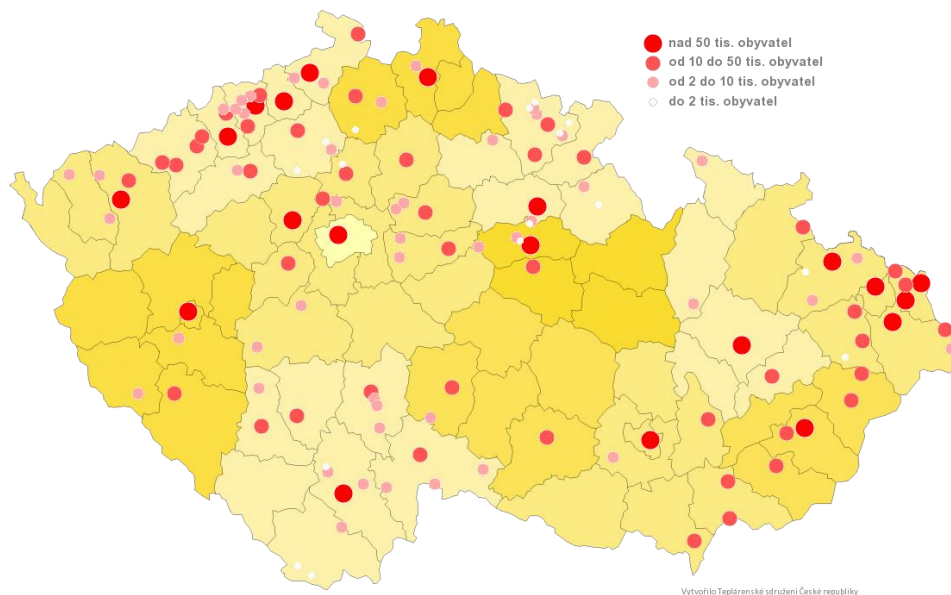 nad 50 tis. obyvatel
od 10 do 50 tis. obyvatel
od 2 do 10 tis. obyvatel
do 2 tis. obyvatel
Vytvořilo Teplárenské sdružení České republiky